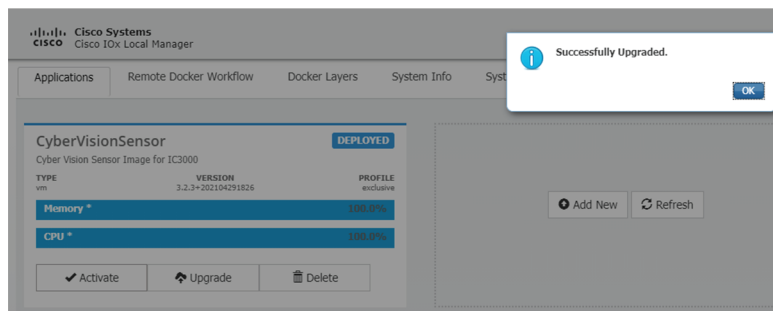 Cisco Systems
CISCO Cisco IOx Local Manager
Successfully Upgraded.
OK
Applications Remote Docker Workflow Docker Layers System Info Syst
CyberVisionSensor DEPLOYED
Cyber Vision Sensor Image for IC3000
TYPE VERSION PROFILE
vm 3.2.3+202104291826 exclusive
Memory * 100.0%
CPU * 100.0%
Activate Upgrade Delete
Add New Refresh